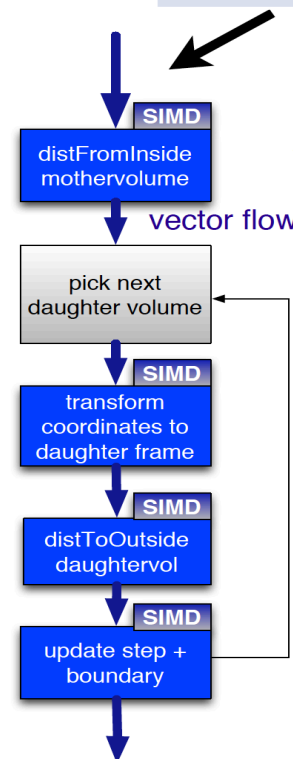 SIMD
distFromInside
mothervolume
vector flow
pick next
daughter volume
SIMD
transform
coordinates to
daughter frame
SIMD
distToOutside
daughtervol
SIMD
update step +
boundary